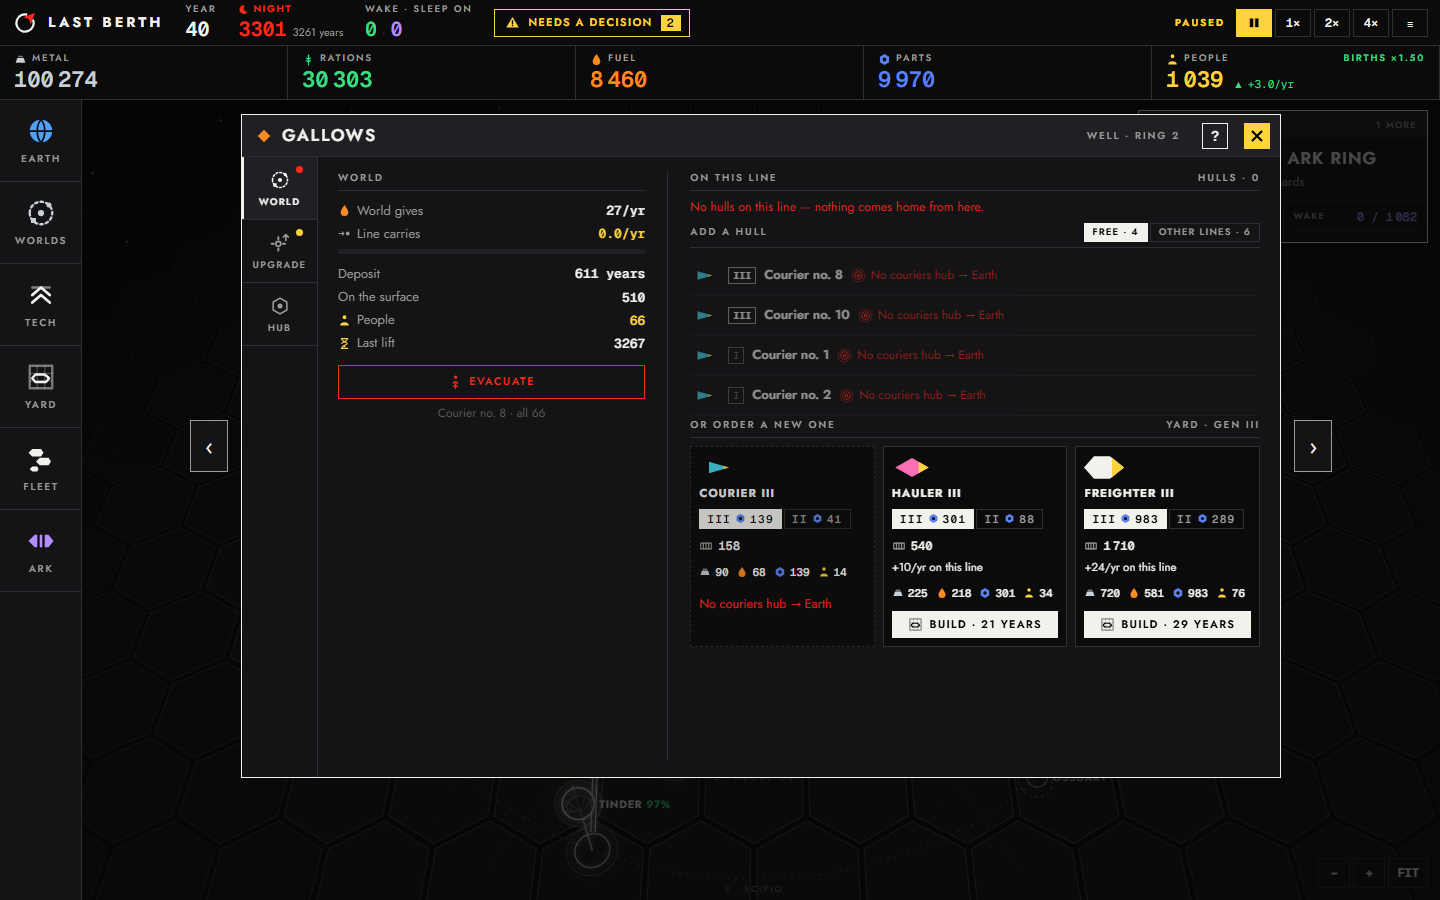 LAST BERTH
YEAR
40
NIGHT
3301 3261 years
WAKE · SLEEP ON
0 · 0
NEEDS A DECISION 2
PAUSED
1×
2×
4×
METAL
100 274
RATIONS
30 303
FUEL
8 460
PARTS
9 970
PEOPLE
BIRTHS ×1.50
1 039 ▲ +3.0/yr
EARTH
WORLDS
TECH
YARD
FLEET
ARK
GALLOWS
WELL · RING 2
?
WORLD
UPGRADE
HUB
WORLD
World gives 27/yr
Line carries 0.0/yr
Deposit 611 years
On the surface 510
People 66
Last lift 3267
EVACUATE
Courier no. 8 · all 66
ON THIS LINE
HULLS · 0
No hulls on this line — nothing comes home from here.
ADD A HULL
FREE · 4
OTHER LINES · 6
III Courier no. 8 No couriers hub → Earth
III Courier no. 10 No couriers hub → Earth
I Courier no. 1 No couriers hub → Earth
I Courier no. 2 No couriers hub → Earth
OR ORDER A NEW ONE
YARD · GEN III
COURIER III
III 139 II 41
158
90 68 139 14
No couriers hub → Earth
HAULER III
III 301 II 88
540
+10/yr on this line
225 218 301 34
BUILD · 21 YEARS
FREIGHTER III
III 983 II 289
1 710
+24/yr on this line
720 581 983 76
BUILD · 29 YEARS
1 MORE
ARK RING
ards
WAKE 0 / 1 082
TINDER 97%
3 · SCIPIO
−
+
FIT